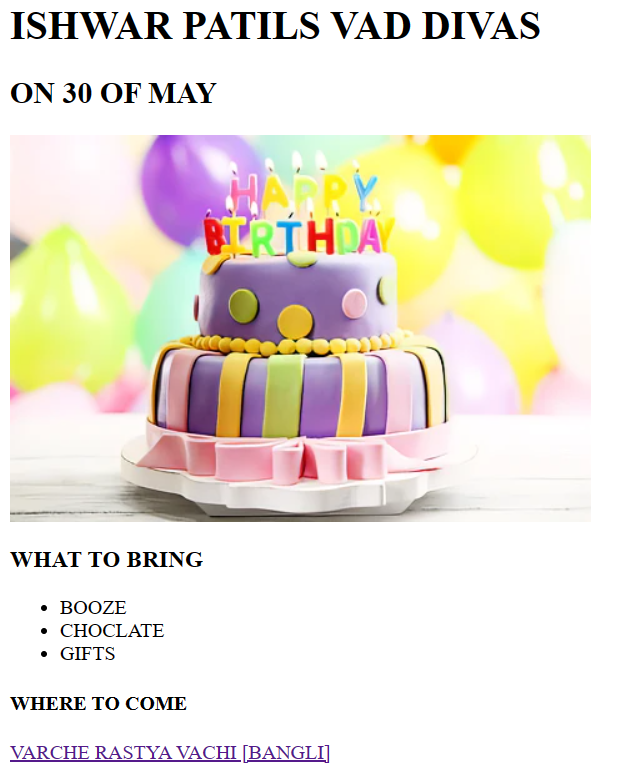 ISHWAR PATILS VAD DIVAS
ON 30 OF MAY
HAPPY
BIRTHDAY
WHAT TO BRING
BOOZE
CHOCLATE
GIFTS
WHERE TO COME
VARCHE RASTYA VACHI [BANGLI]